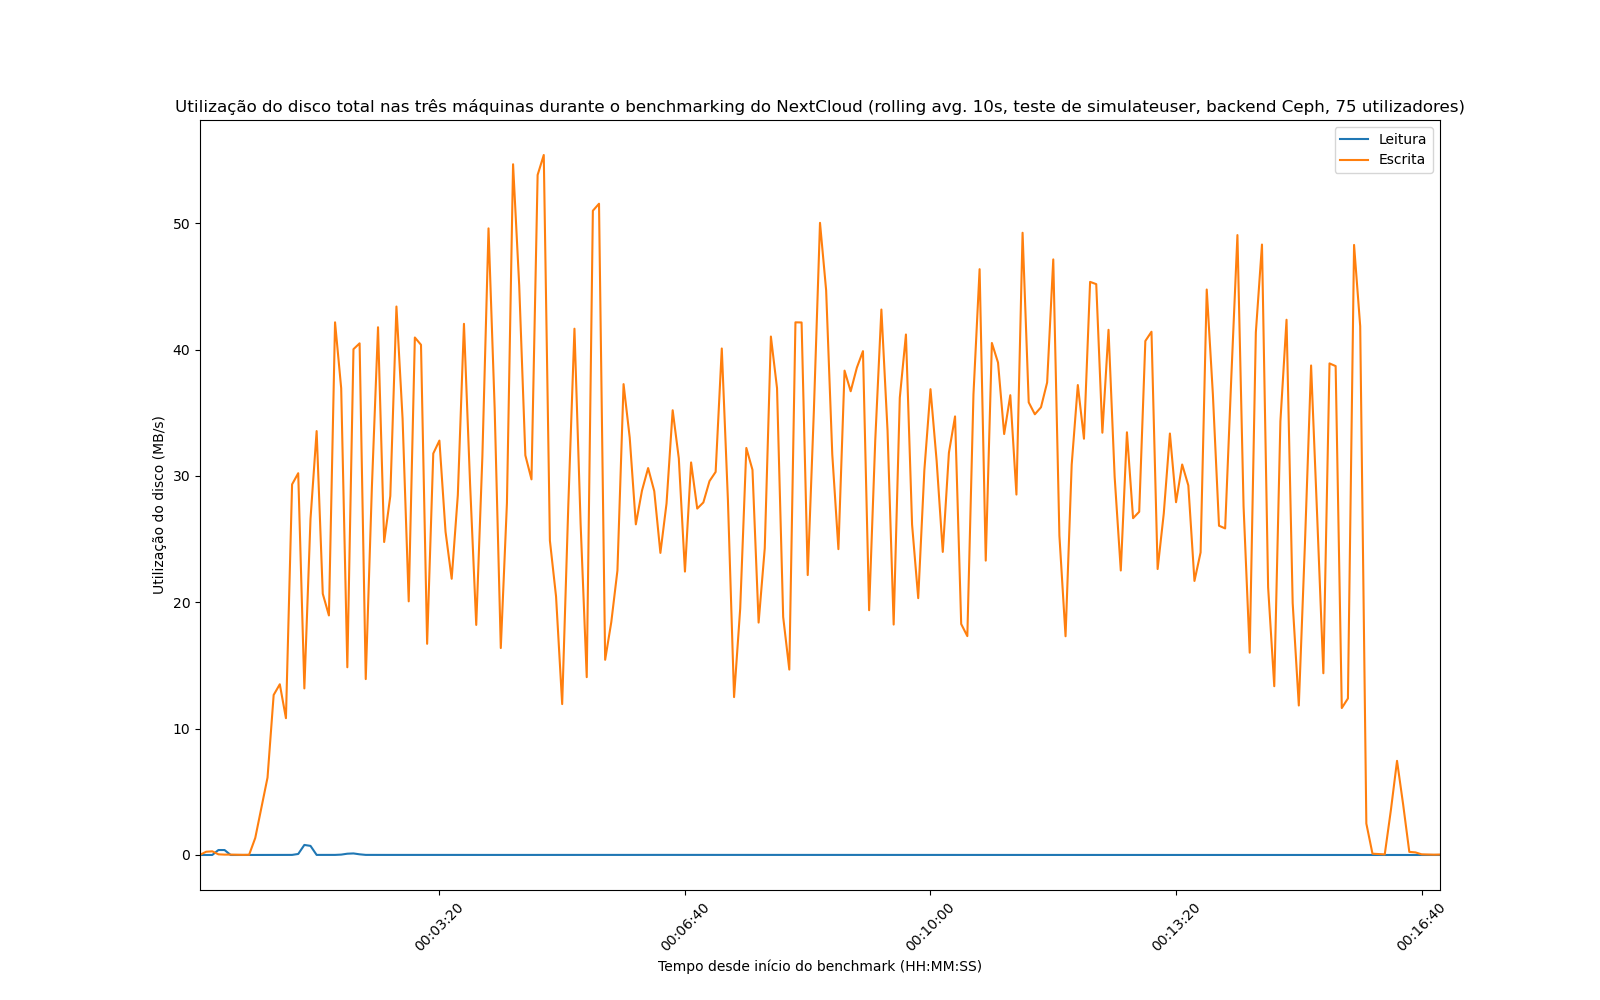 Utilização do disco total nas três máquinas durante o benchmarking do NextCloud (rolling avg. 10s, teste de simulateuser, backend Ceph, 75 utilizadores)
Leitura
Escrita
Utilização do disco (MB/s)
50
40
30
20
10
0
00:03:20
00:06:40
00:10:00
00:13:20
00:16:40
Tempo desde início do benchmark (HH:MM:SS)